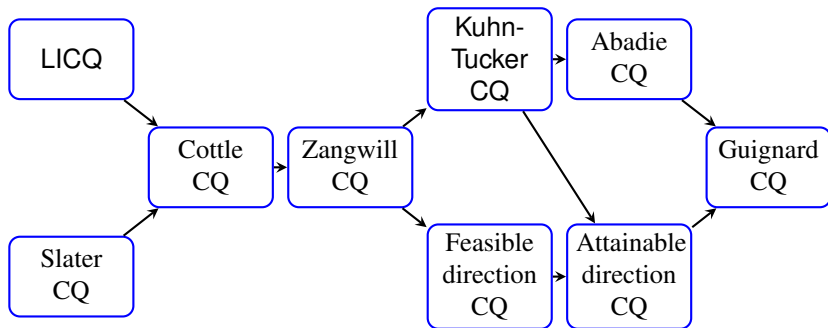 LICQ
Slater
CQ
Cottle
CQ
Zangwill
CQ
Kuhn-
Tucker
CQ
Feasible
direction
CQ
Abadie
CQ
Attainable
direction
CQ
Guignard
CQ